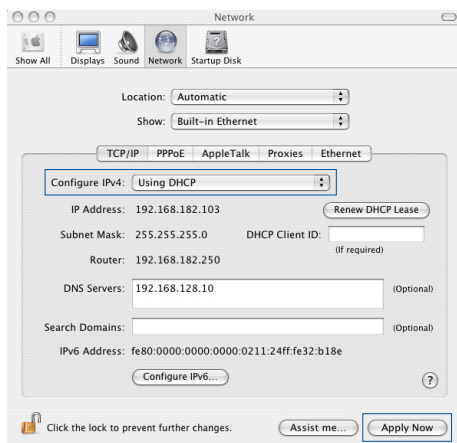 Network
Show All Displays Sound Network Startup Disk
Location: Automatic
Show: Built-in Ethernet
TCP/IP PPPoE AppleTalk Proxies Ethernet
Configure IPv4: Using DHCP
IP Address: 192.168.182.103 Renew DHCP Lease
Subnet Mask: 255.255.255.0 DHCP Client ID:
(If required)
Router: 192.168.182.250
DNS Servers: 192.168.128.10 (Optional)
Search Domains: (Optional)
IPv6 Address: fe80:0000:0000:0000:0211:24ff:fe32:b18e
Configure IPv6... ?
Click the lock to prevent further changes. Assist me... Apply Now